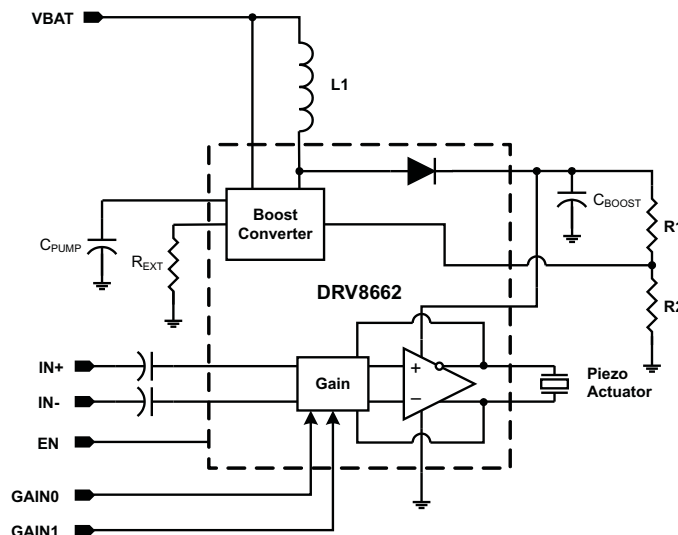 VBAT
L1
Boost
Converter
CBOOST
R1
CPUMP
REXT
DRV8662
R2
IN+
Gain
+
−
Piezo
Actuator
IN-
EN
GAIN0
GAIN1